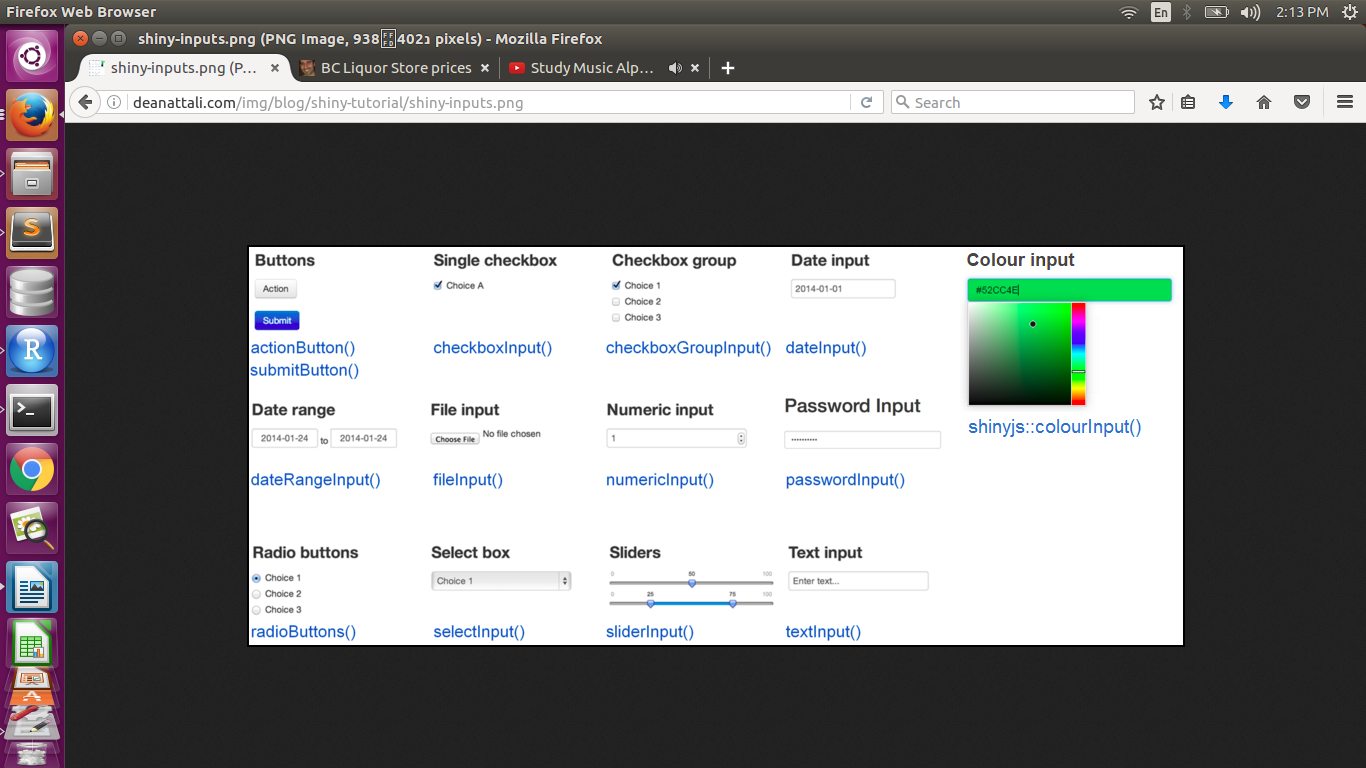 Firefox Web Browser
En
2:13 PM
shiny-inputs.png (PNG Image, 938 402 pixels) - Mozilla Firefox
shiny-inputs.png (P...
BC Liquor Store prices
Study Music Alp...
deanattali.com/img/blog/shiny-tutorial/shiny-inputs.png
Search
Buttons
Action
Submit
actionButton()
submitButton()
Single checkbox
Choice A
checkboxInput()
Checkbox group
Choice 1
Choice 2
Choice 3
checkboxGroupInput()
Date input
2014-01-01
dateInput()
Colour input
#52CC4E
shinyjs::colourInput()
Date range
2014-01-24 to 2014-01-24
dateRangeInput()
File input
Choose File No file chosen
fileInput()
Numeric input
1
numericInput()
Password Input
passwordInput()
Radio buttons
Choice 1
Choice 2
Choice 3
radioButtons()
Select box
Choice 1
selectInput()
Sliders
0 50 100
0 25 75 100
sliderInput()
Text input
Enter text...
textInput()